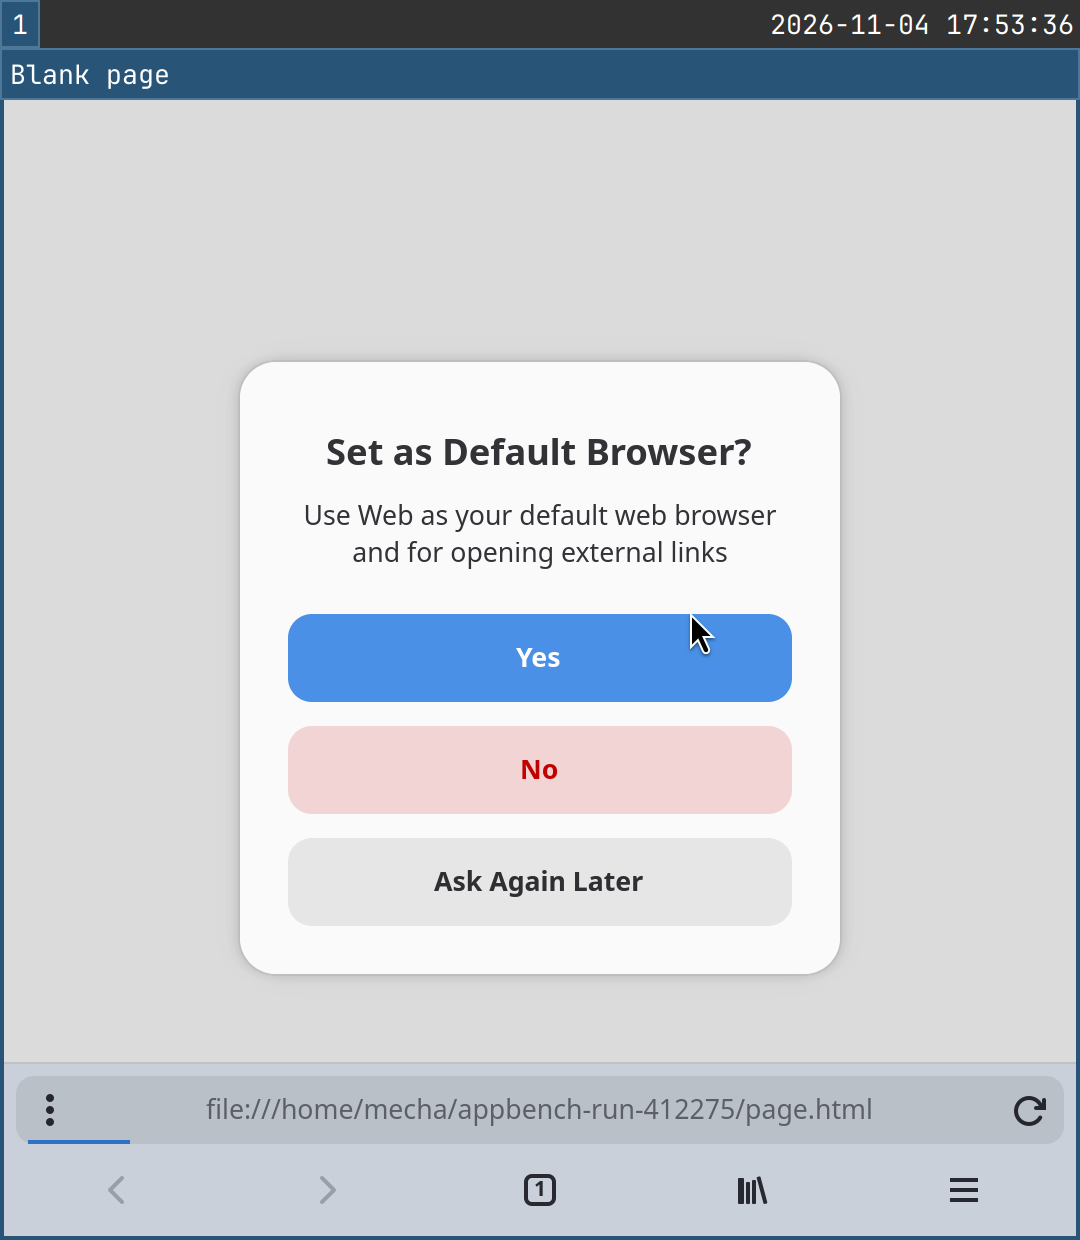 1
2026-11-04 17:53:36
Blank page
Set as Default Browser?
Use Web as your default web browser
and for opening external links
Yes
No
Ask Again Later
file:///home/mecha/appbench-run-412275/page.html
1